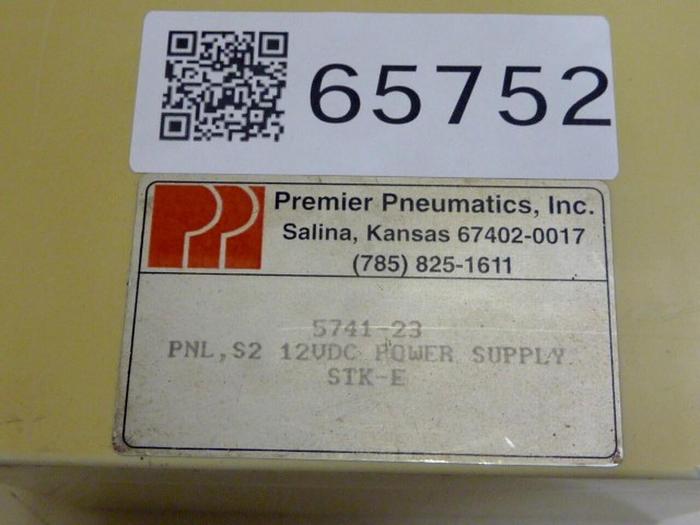 65752
Premier Pneumatics, Inc.
Salina, Kansas 67402-0017
(785) 825-1611
5741-23
PNL,S2 12VDC POWER SUPPLY
STK-E